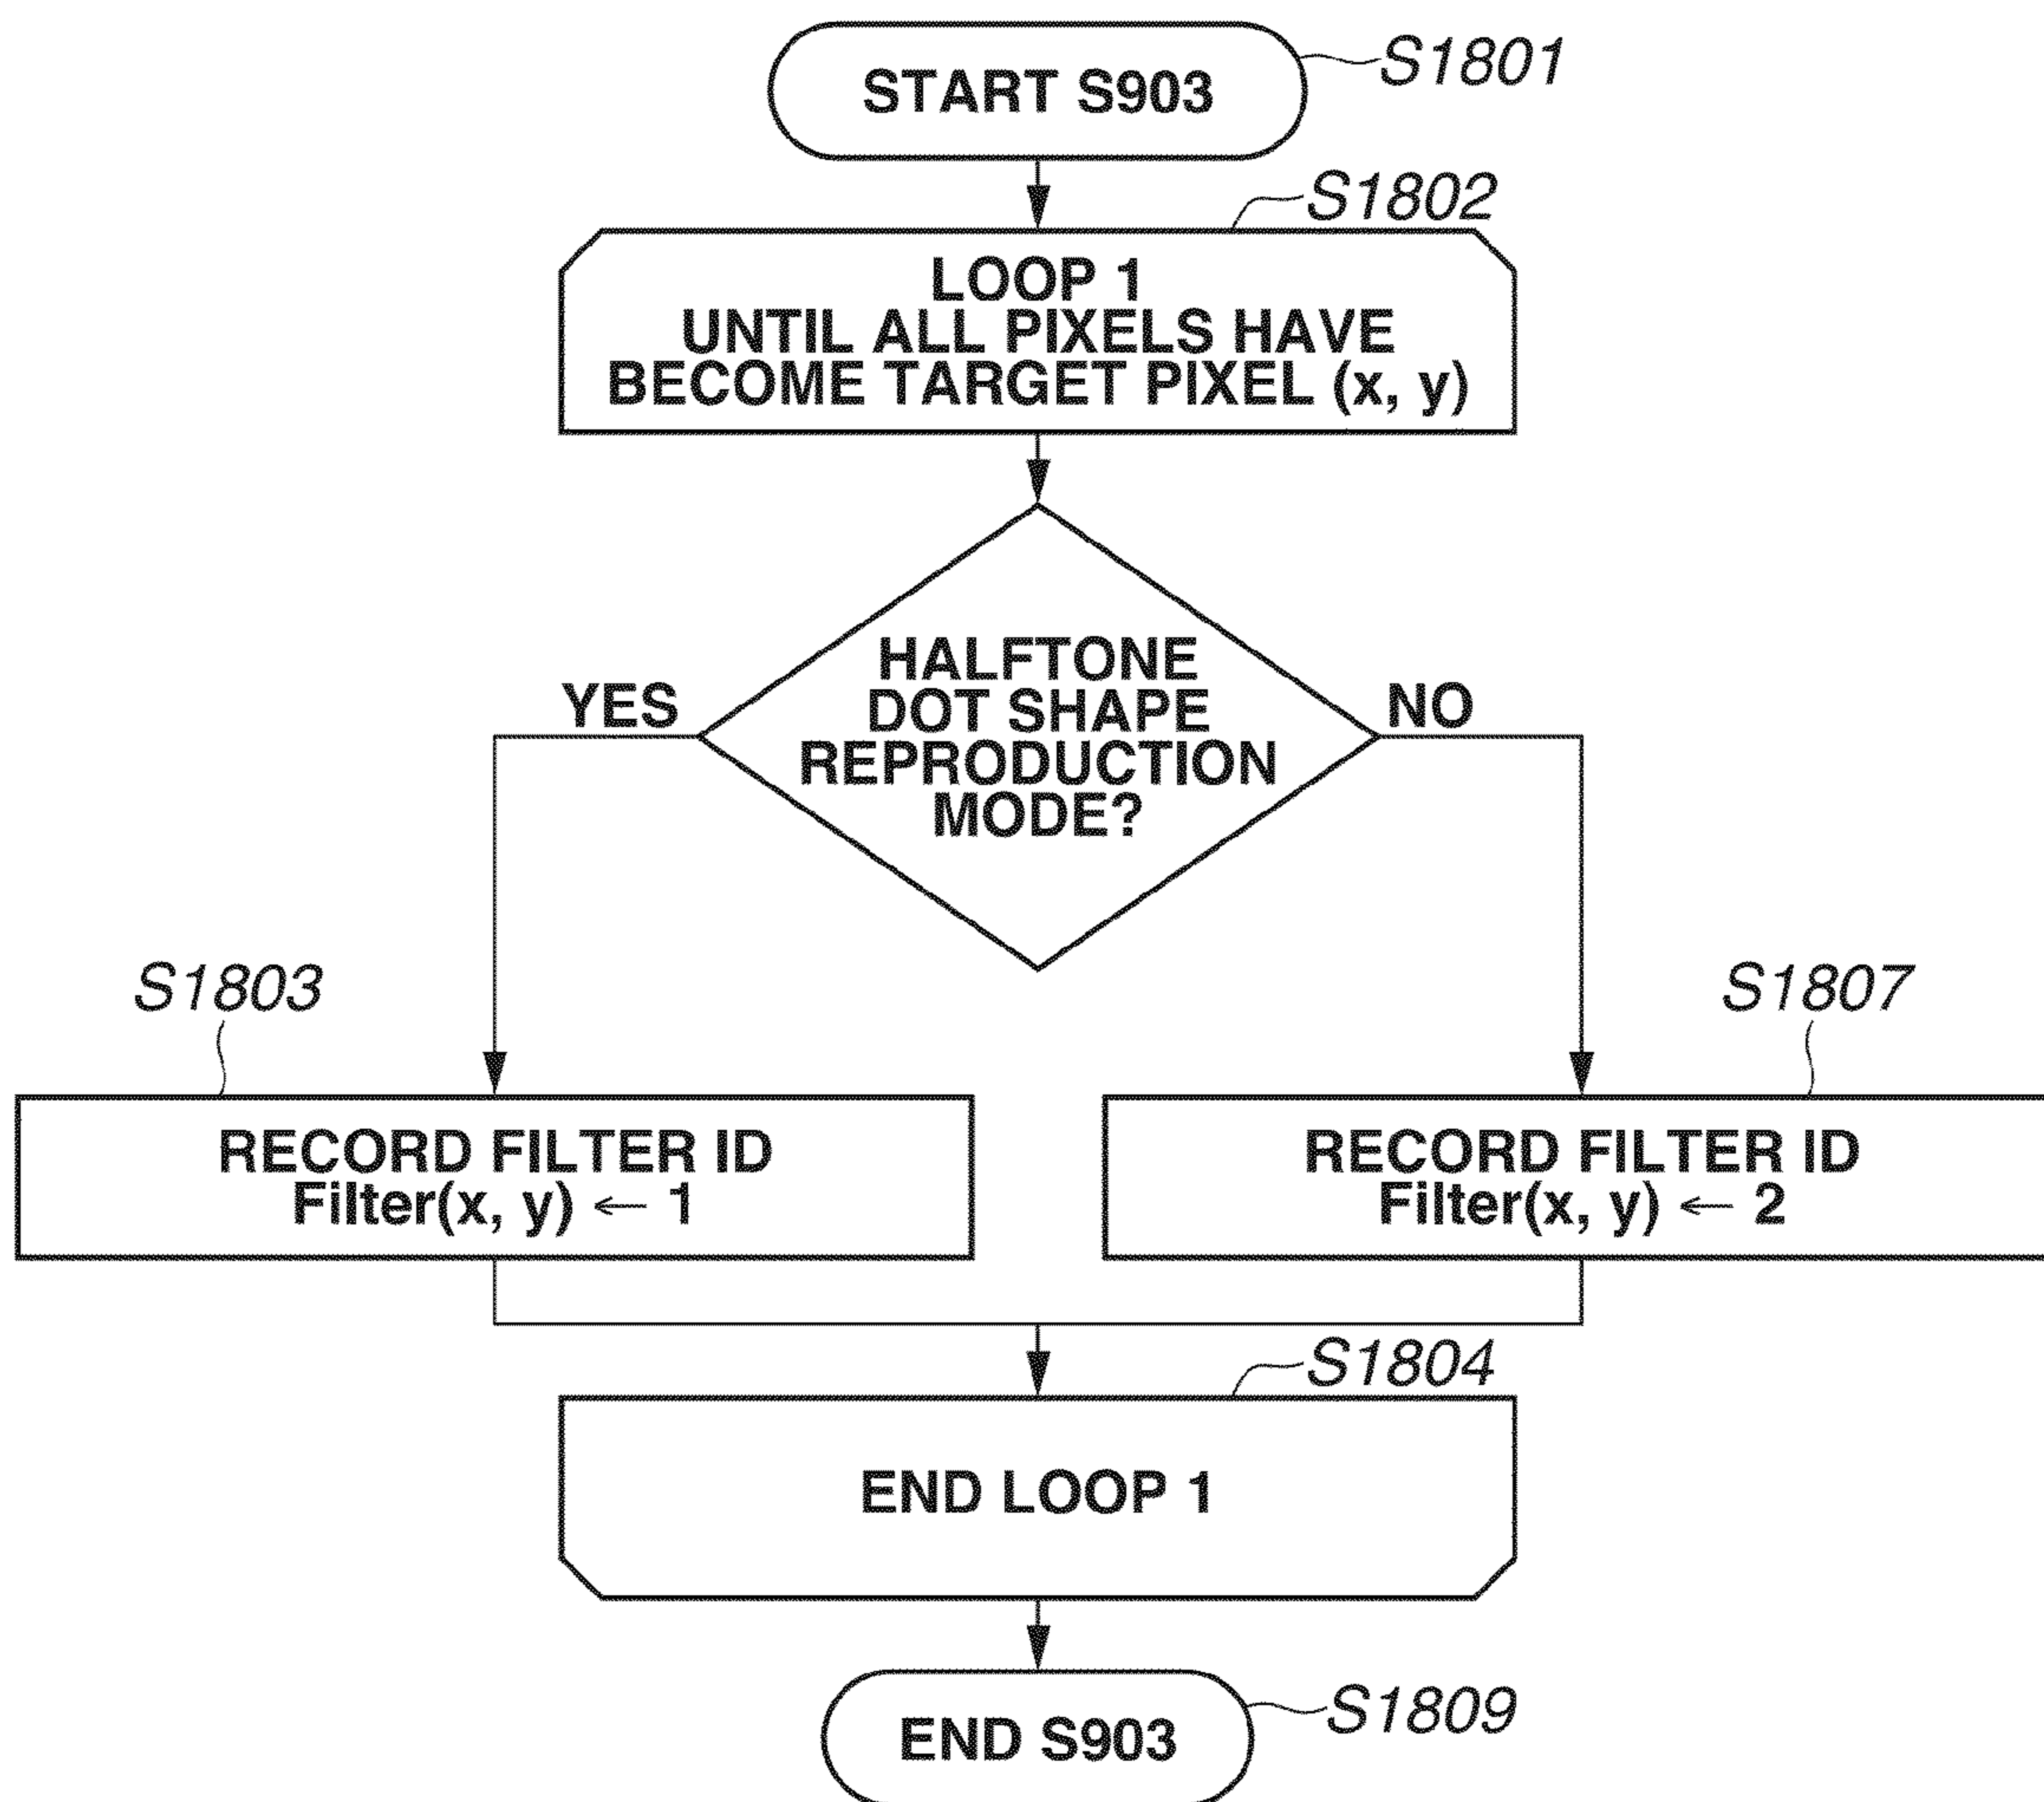 START S903
S1801
S1802
LOOP 1
UNTIL ALL PIXELS HAVE
BECOME TARGET PIXEL (x, y)
HALFTONE
DOT SHAPE
REPRODUCTION
MODE?
YES
NO
S1803
S1807
RECORD FILTER ID
Filter(x, y) ← 1
RECORD FILTER ID
Filter(x, y) ← 2
S1804
END LOOP 1
END S903
S1809